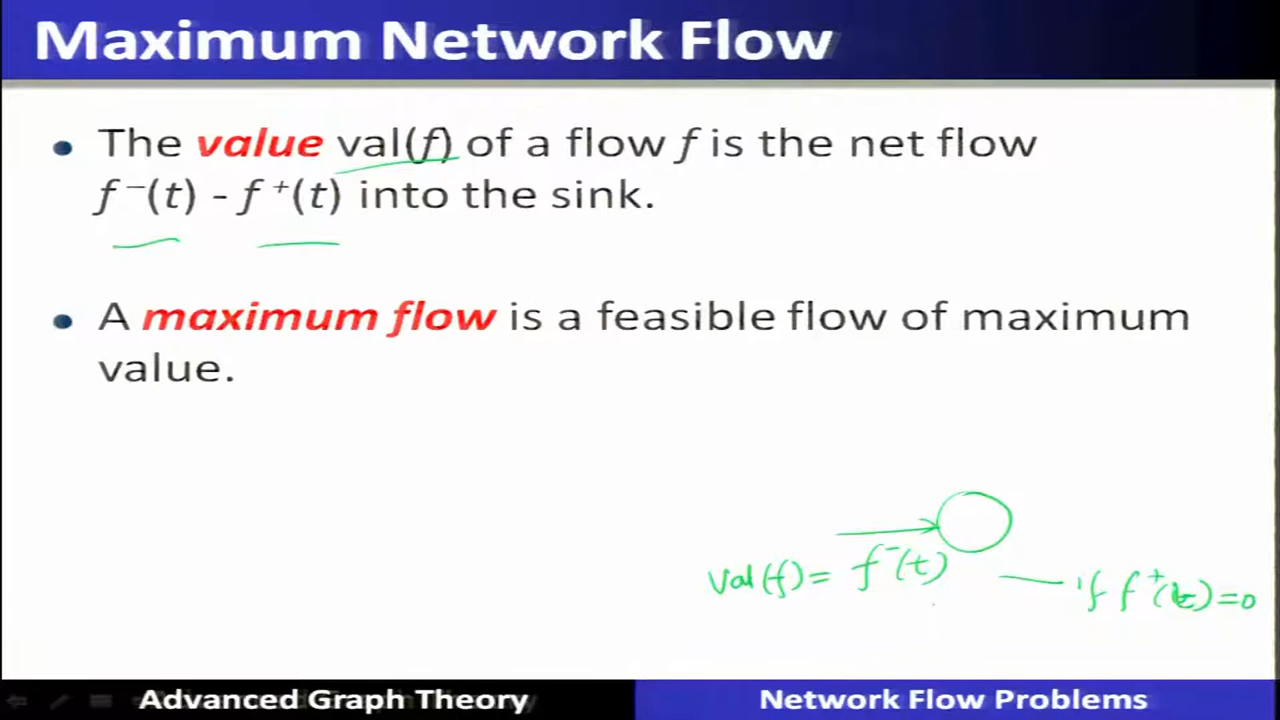 Maximum Network Flow
• The value val(f) of a flow f is the net flow
f⁻(t) - f⁺(t) into the sink.
• A maximum flow is a feasible flow of maximum
value.
val(f) = f⁻(t) — if f⁺(t) = 0
Advanced Graph Theory
Network Flow Problems